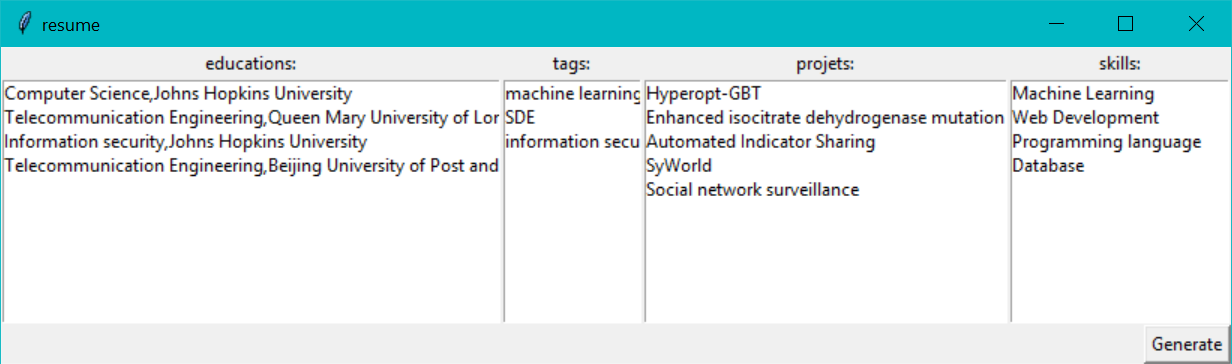 resume
educations:
Computer Science,Johns Hopkins University
Telecommunication Engineering,Queen Mary University of Lor
Information security,Johns Hopkins University
Telecommunication Engineering,Beijing University of Post and
tags:
machine learning
SDE
information secu
projets:
Hyperopt-GBT
Enhanced isocitrate dehydrogenase mutation
Automated Indicator Sharing
SyWorld
Social network surveillance
skills:
Machine Learning
Web Development
Programming language
Database
Generate